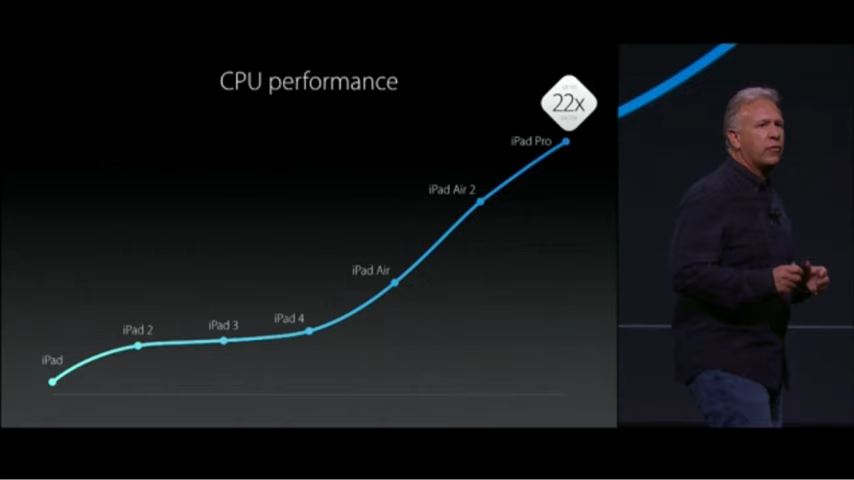 CPU performance
22x
iPad Pro
iPad Air 2
iPad Air
iPad 4
iPad 3
iPad 2
iPad